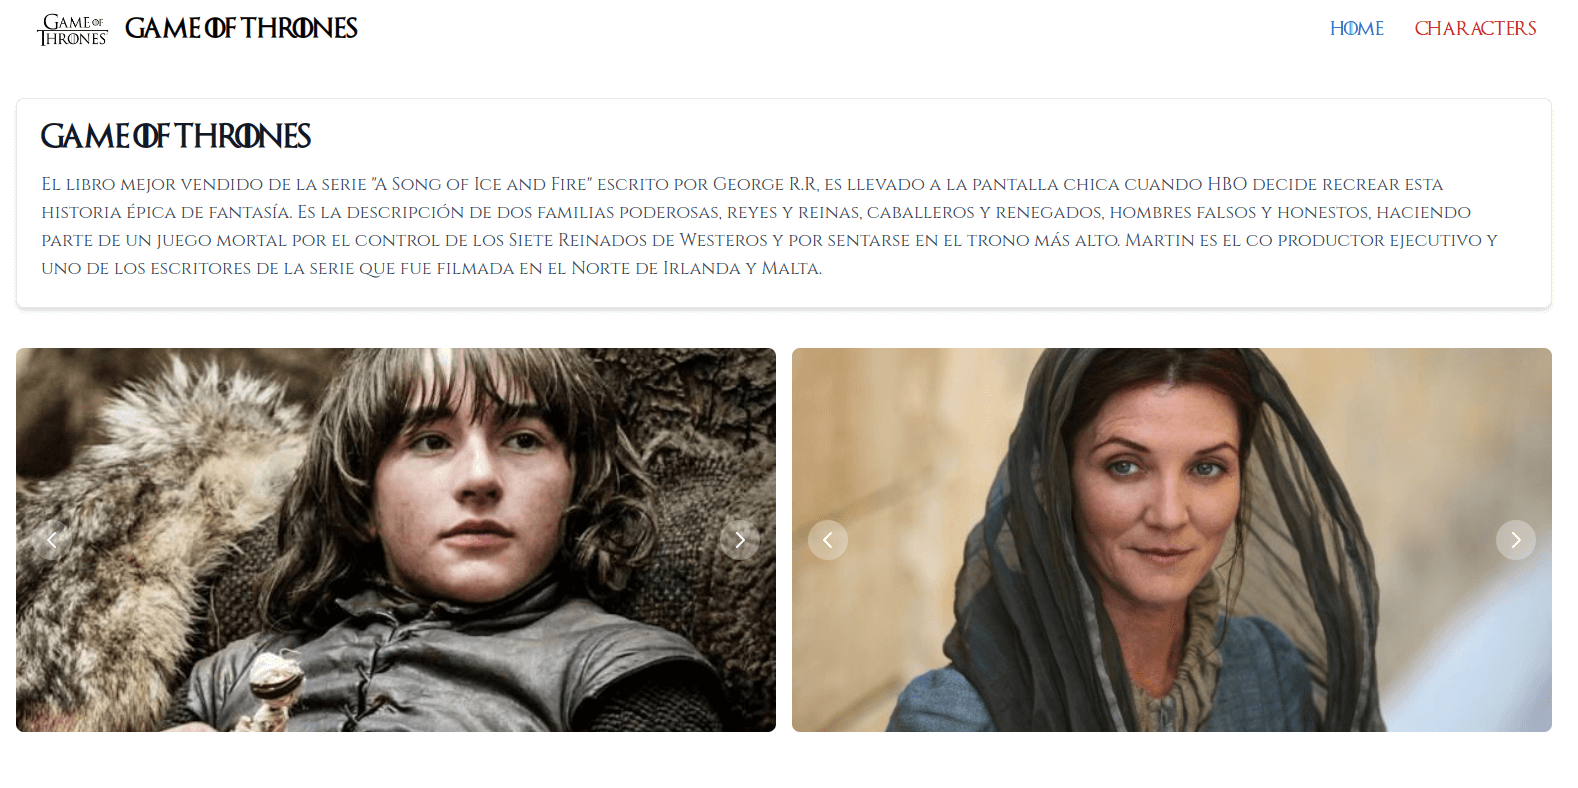 GAME OF
THRONES
GAME OF THRONES
HOME
CHARACTERS
GAME OF THRONES
El libro mejor vendido de la serie "A Song of Ice and Fire" escrito por George R.R, es llevado a la pantalla chica cuando HBO decide recrear esta
historia épica de fantasía. Es la descripción de dos familias poderosas, reyes y reinas, caballeros y renegados, hombres falsos y honestos, haciendo
parte de un juego mortal por el control de los Siete Reinados de Westeros y por sentarse en el trono más alto. Martin es el co productor ejecutivo y
uno de los escritores de la serie que fue filmada en el Norte de Irlanda y Malta.